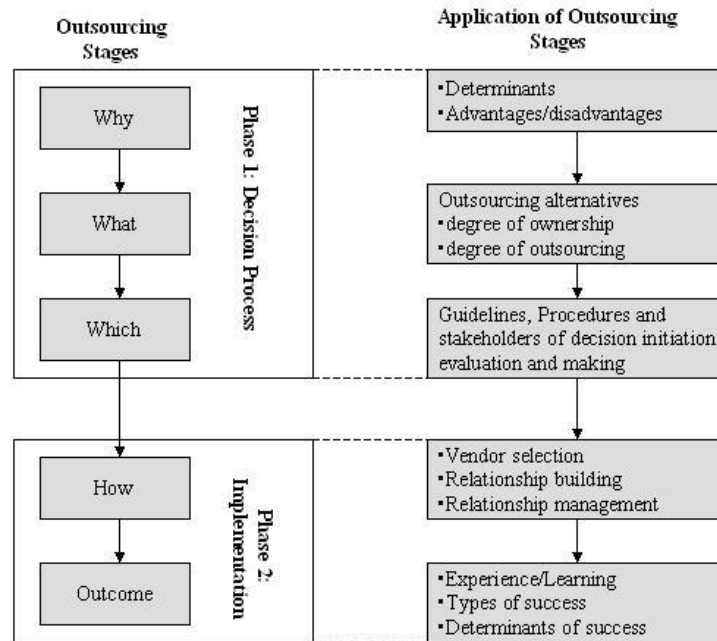 Outsourcing
Stages
Why
What
Which
Phase 1: Decision Process
How
Outcome
Phase 2:
Implementation
Application of Outsourcing
Stages
▪Determinants
▪Advantages/disadvantages
Outsourcing alternatives
▪degree of ownership
▪degree of outsourcing
Guidelines, Procedures and
stakeholders of decision initiation
evaluation and making
▪Vendor selection
▪Relationship building
▪Relationship management
▪Experience/Learning
▪Types of success
▪Determinants of success